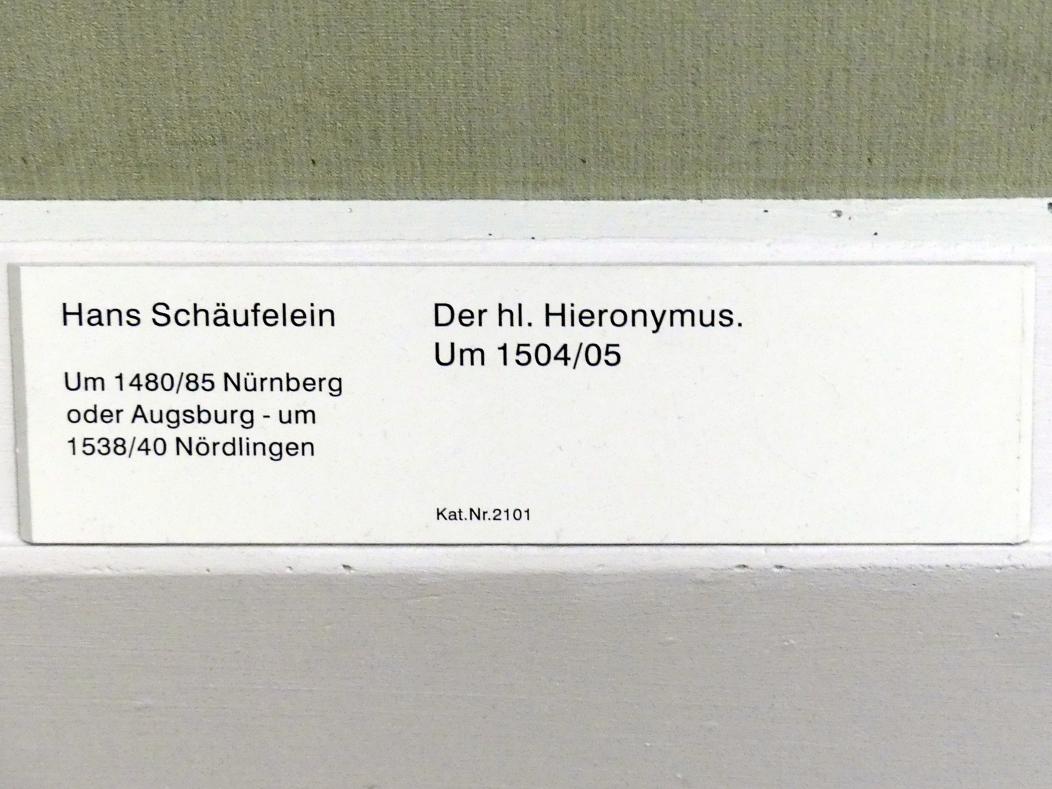 Hans Schäufelein
Um 1480/85 Nürnberg
oder Augsburg - um
1538/40 Nördlingen
Der hl. Hieronymus.
Um 1504/05
Kat.Nr.2101